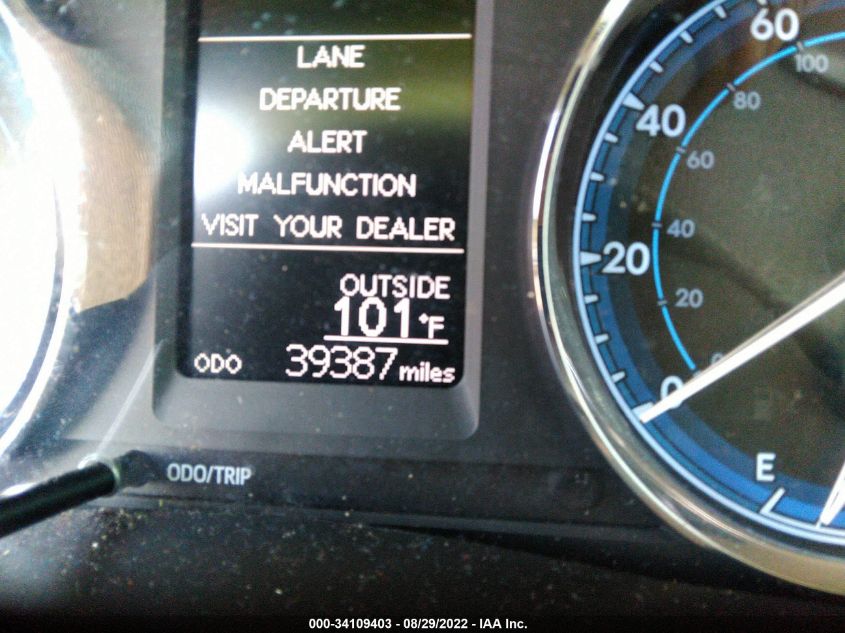 LANE
DEPARTURE
ALERT
MALFUNCTION
VISIT YOUR DEALER
OUTSIDE
101°F
ODO 39387 miles
ODO/TRIP
60
100
40
80
60
20
40
20
0
0
E
000-34109403 - 08/29/2022 - IAA Inc.